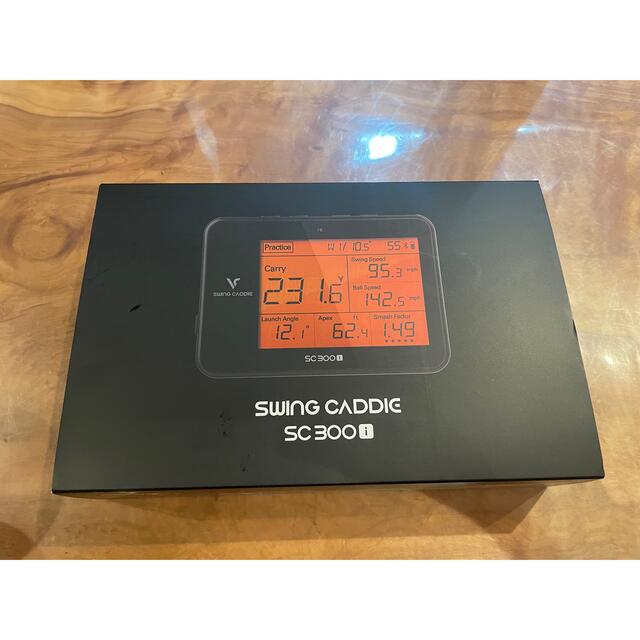 Practice W1/10.5° 55
Carry
231.6 Y
Swing Speed
95.3 mph
Ball Speed
142.5 mph
Launch Angle
12.1°
Apex ft
62.4
Smash Factor
1.49
SWING CADDIE
SC300i
SWING CADDIE
SC300i